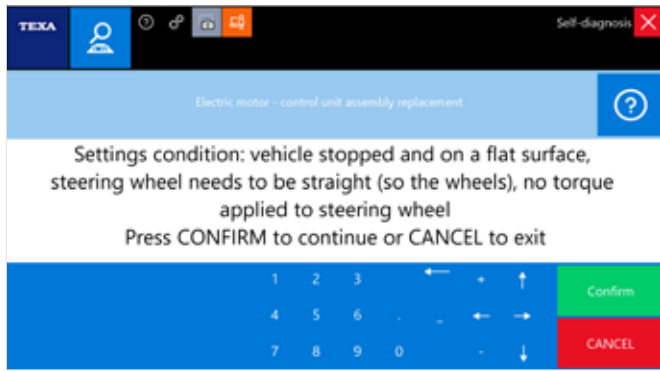 TEXA
Self-diagnosis
Electric motor - control unit assembly replacement
Settings condition: vehicle stopped and on a flat surface,
steering wheel needs to be straight (so the wheels), no torque
applied to steering wheel
Press CONFIRM to continue or CANCEL to exit
1 2 3 ← + ↑
4 5 6 . _ ← →
7 8 9 0 - ↓
Confirm
CANCEL